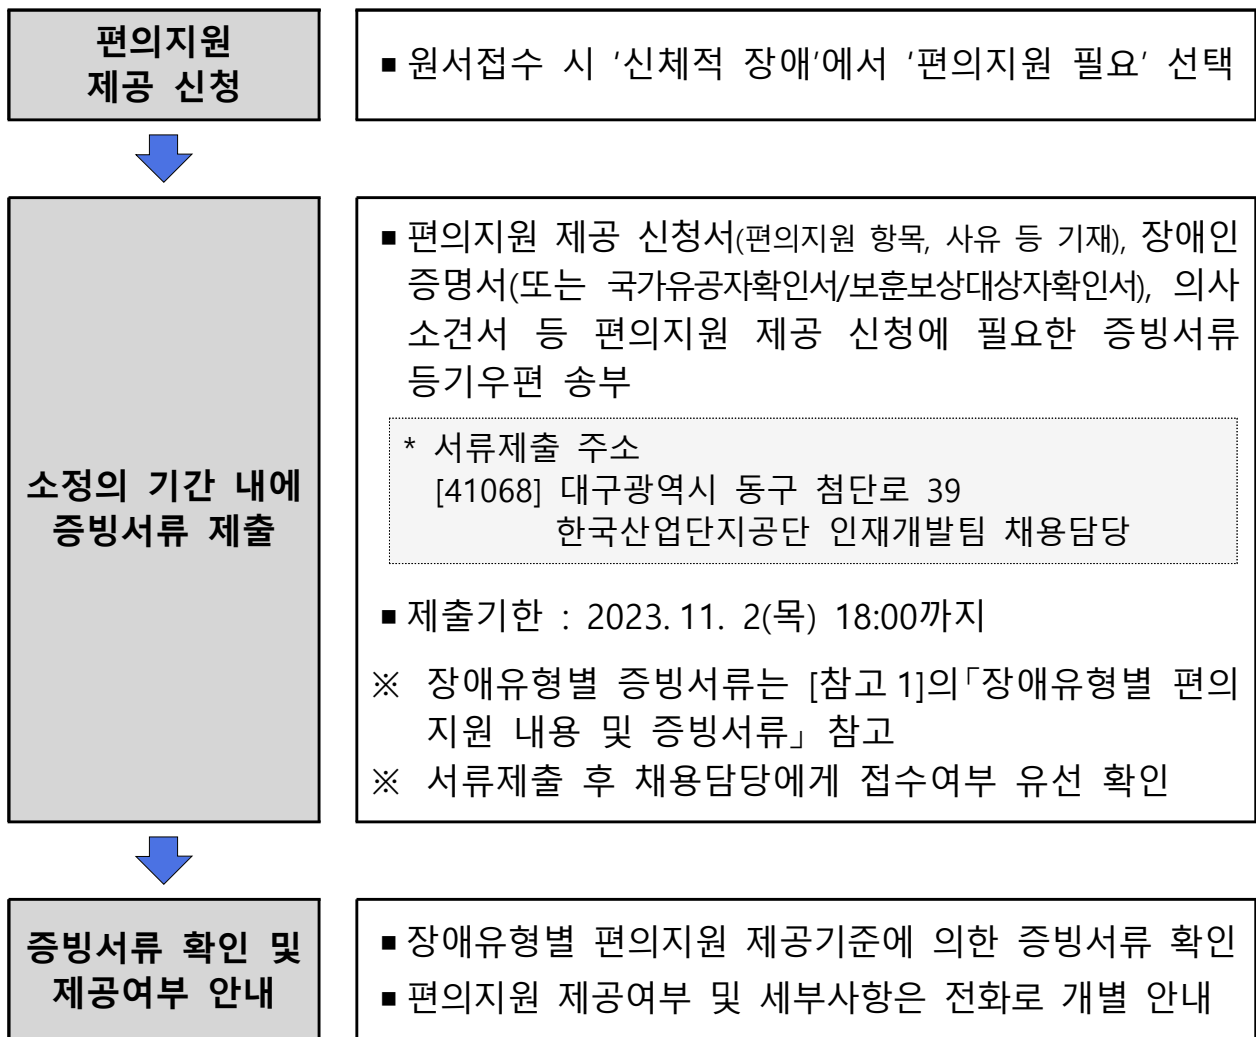 편의지원
제공 신청
▪ 원서접수 시 ‘신체적 장애’에서 ‘편의지원 필요’ 선택
소정의 기간 내에
증빙서류 제출
▪ 편의지원 제공 신청서(편의지원 항목, 사유 등 기재), 장애인
증명서(또는 국가유공자확인서/보훈보상대상자확인서), 의사
소견서 등 편의지원 제공 신청에 필요한 증빙서류
등기우편 송부
* 서류제출 주소
[41068] 대구광역시 동구 첨단로 39
한국산업단지공단 인재개발팀 채용담당
▪ 제출기한 : 2023. 11. 2(목) 18:00까지
※ 장애유형별 증빙서류는 [참고 1]의「장애유형별 편의
지원 내용 및 증빙서류」 참고
※ 서류제출 후 채용담당에게 접수여부 유선 확인
증빙서류 확인 및
제공여부 안내
▪ 장애유형별 편의지원 제공기준에 의한 증빙서류 확인
▪ 편의지원 제공여부 및 세부사항은 전화로 개별 안내